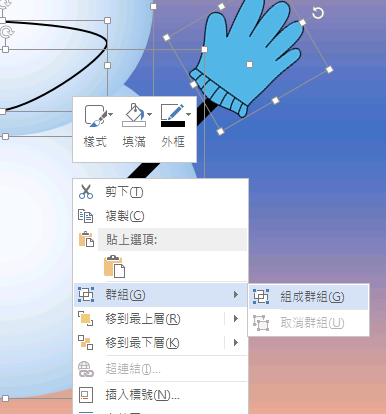 樣式 填滿 外框
剪下(T)
複製(C)
貼上選項:
群組(G)
組成群組(G)
移到最上層(R)
取消群組(U)
移到最下層(K)
超連結(I)...
插入標號(N)...